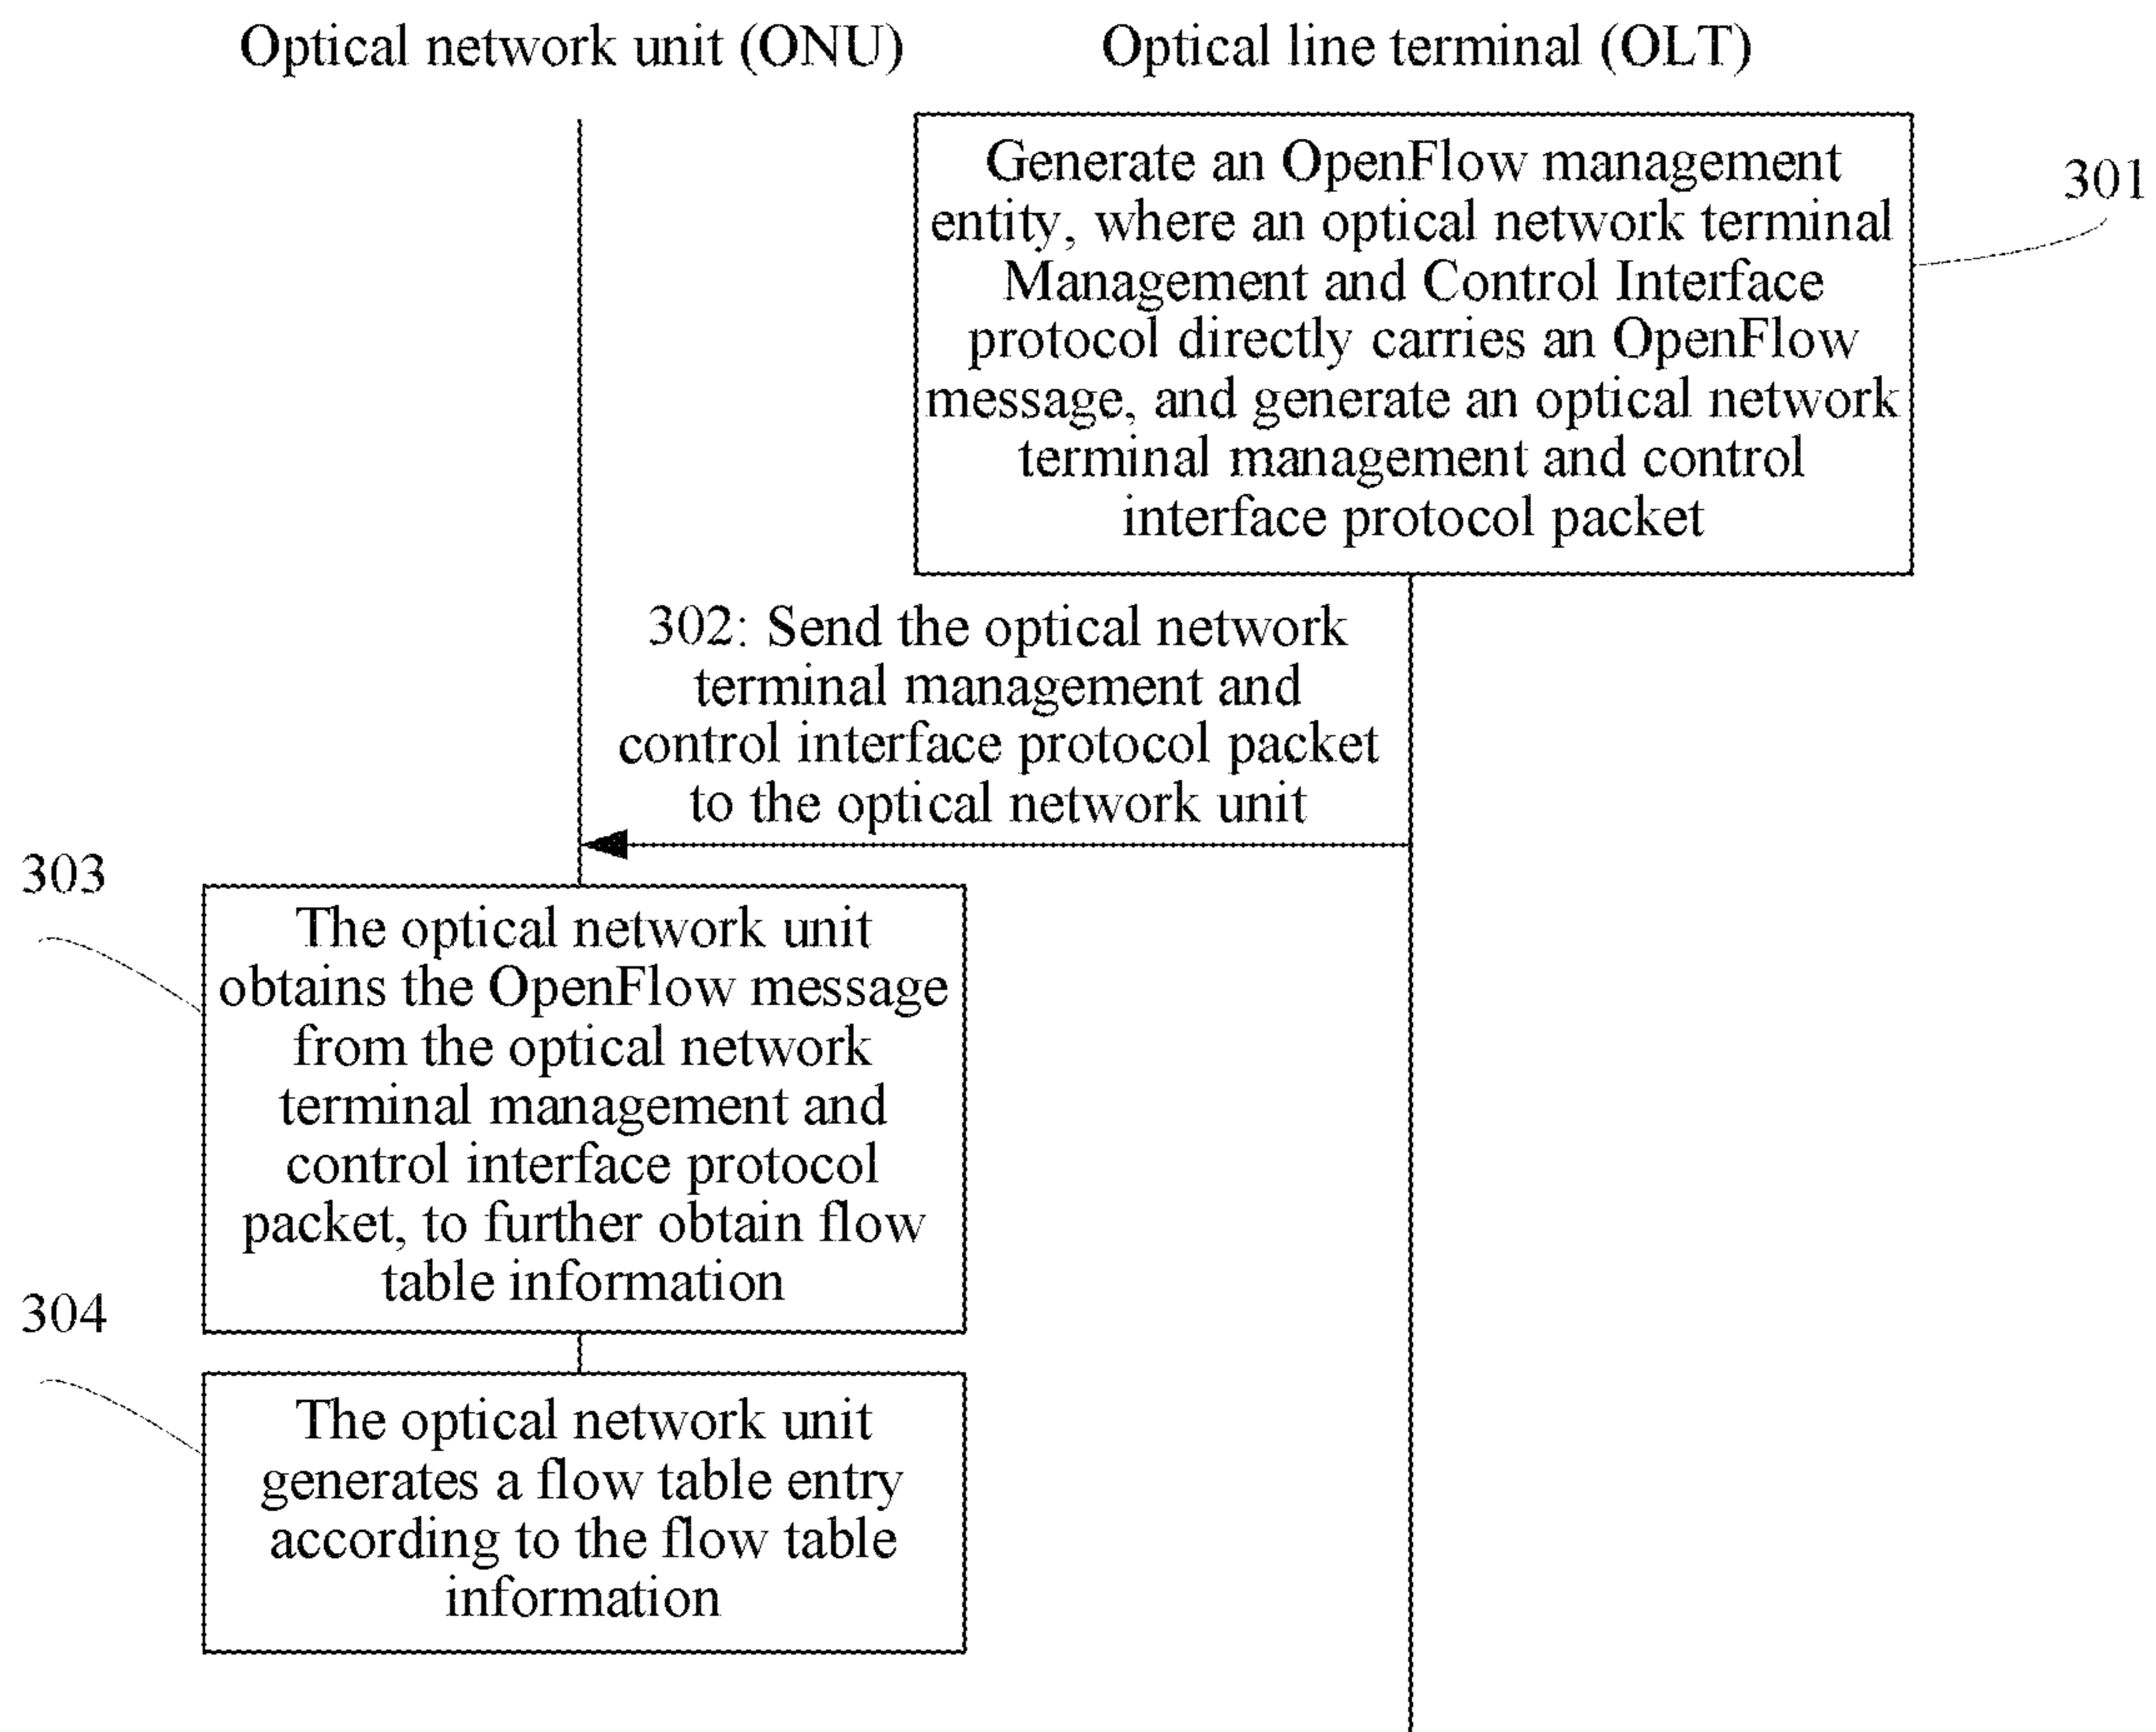 Optical network unit (ONU)
Optical line terminal (OLT)
Generate an OpenFlow management
entity, where an optical network terminal
Management and Control Interface
protocol directly carries an OpenFlow
message, and generate an optical network
terminal management and control
interface protocol packet
301
302: Send the optical network
terminal management and
control interface protocol packet
to the optical network unit
303
The optical network unit
obtains the OpenFlow message
from the optical network
terminal management and
control interface protocol
packet, to further obtain flow
table information
304
The optical network unit
generates a flow table entry
according to the flow table
information